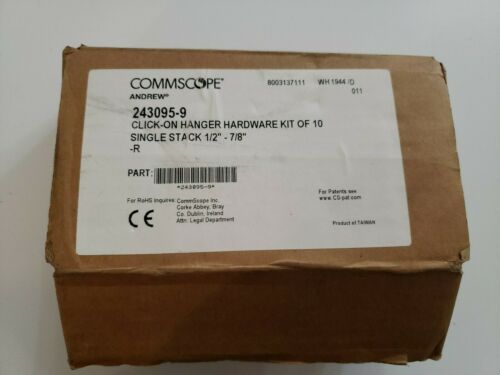 COMMSCOPE®
8003137111 WH 1944 /D
011
ANDREW®
243095-9
CLICK-ON HANGER HARDWARE KIT OF 10
SINGLE STACK 1/2" - 7/8"
-R
PART:
*243095-9*
For RoHS Inquires: CommScope Inc.
Corke Abbey, Bray
Co. Dublin, Ireland
Attn: Legal Department
CE
For Patents see
www.CS-pat.com
Product of TAIWAN